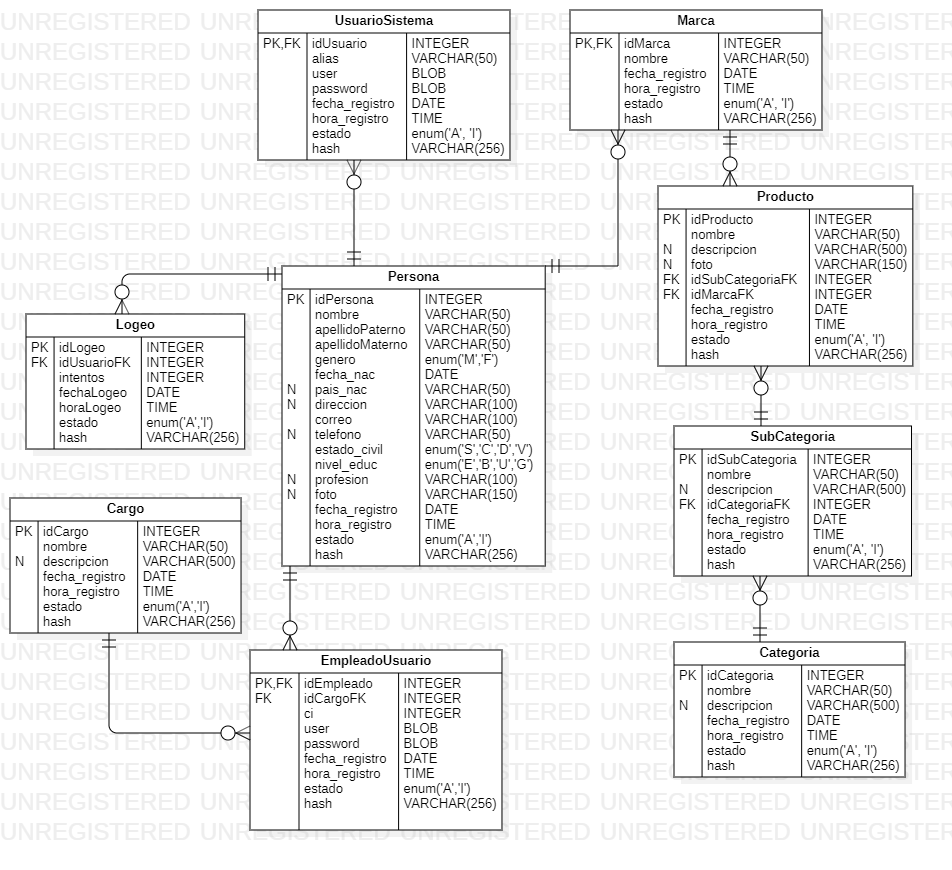 UsuarioSistema
PK,FK idUsuario INTEGER
alias VARCHAR(50)
user BLOB
password BLOB
fecha_registro DATE
hora_registro TIME
estado enum('A', 'I')
hash VARCHAR(256)
Marca
PK,FK idMarca INTEGER
nombre VARCHAR(50)
fecha_registro DATE
hora_registro TIME
estado enum('A', 'I')
hash VARCHAR(256)
Producto
PK idProducto INTEGER
nombre VARCHAR(50)
N descripcion VARCHAR(500)
N foto VARCHAR(150)
FK idSubCategoriaFK INTEGER
FK idMarcaFK INTEGER
fecha_registro DATE
hora_registro TIME
estado enum('A', 'I')
hash VARCHAR(256)
Persona
PK idPersona INTEGER
nombre VARCHAR(50)
apellidoPaterno VARCHAR(50)
apellidoMaterno VARCHAR(50)
genero enum('M','F')
fecha_nac DATE
N pais_nac VARCHAR(50)
N direccion VARCHAR(100)
correo VARCHAR(100)
N telefono VARCHAR(50)
estado_civil enum('S','C','D','V')
nivel_educ enum('E','B','U','G')
N profesion VARCHAR(100)
N foto VARCHAR(150)
fecha_registro DATE
hora_registro TIME
estado enum('A','I')
hash VARCHAR(256)
Logeo
PK idLogeo INTEGER
FK idUsuarioFK INTEGER
intentos INTEGER
fechaLogeo DATE
horaLogeo TIME
estado enum('A','I')
hash VARCHAR(256)
SubCategoria
PK idSubCategoria INTEGER
nombre VARCHAR(50)
N descripcion VARCHAR(500)
FK idCategoriaFK INTEGER
fecha_registro DATE
hora_registro TIME
estado enum('A', 'I')
hash VARCHAR(256)
Cargo
PK idCargo INTEGER
nombre VARCHAR(50)
N descripcion VARCHAR(500)
fecha_registro DATE
hora_registro TIME
estado enum('A','I')
hash VARCHAR(256)
EmpleadoUsuario
PK,FK idEmpleado INTEGER
FK idCargoFK INTEGER
ci INTEGER
user BLOB
password BLOB
fecha_registro DATE
hora_registro TIME
estado enum('A','I')
hash VARCHAR(256)
Categoria
PK idCategoria INTEGER
nombre VARCHAR(50)
N descripcion VARCHAR(500)
fecha_registro DATE
hora_registro TIME
estado enum('A', 'I')
hash VARCHAR(256)
UNREGISTERED UNREGISTERED UNREGISTERED UNREGISTERED UNREGISTERED